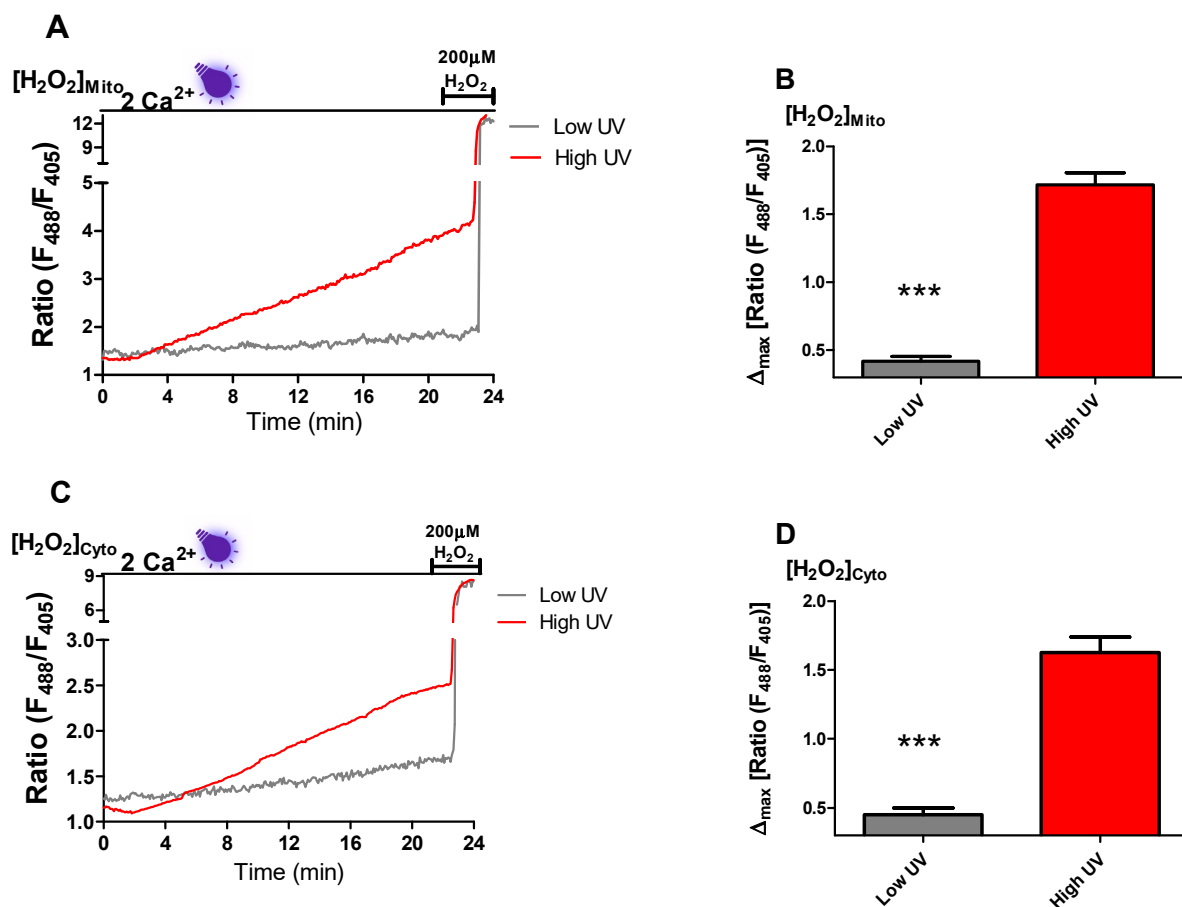 A
[H₂O₂]Mito 2 Ca²⁺
200μM
H₂O₂
Low UV
High UV
Ratio (F₄₈₈/F₄₀₅)
12
9
5
4
3
2
1
0 4 8 12 16 20 24
Time (min)
B
[H₂O₂]Mito
Δmax [Ratio (F₄₈₈/F₄₀₅)]
2.0
1.5
1.0
0.5
***
Low UV
High UV
C
[H₂O₂]Cyto 2 Ca²⁺
200μM
H₂O₂
Low UV
High UV
Ratio (F₄₈₈/F₄₀₅)
9
6
3.0
2.5
2.0
1.5
1.0
0 4 8 12 16 20 24
Time (min)
D
[H₂O₂]Cyto
Δmax [Ratio (F₄₈₈/F₄₀₅)]
2.0
1.5
1.0
0.5
***
Low UV
High UV